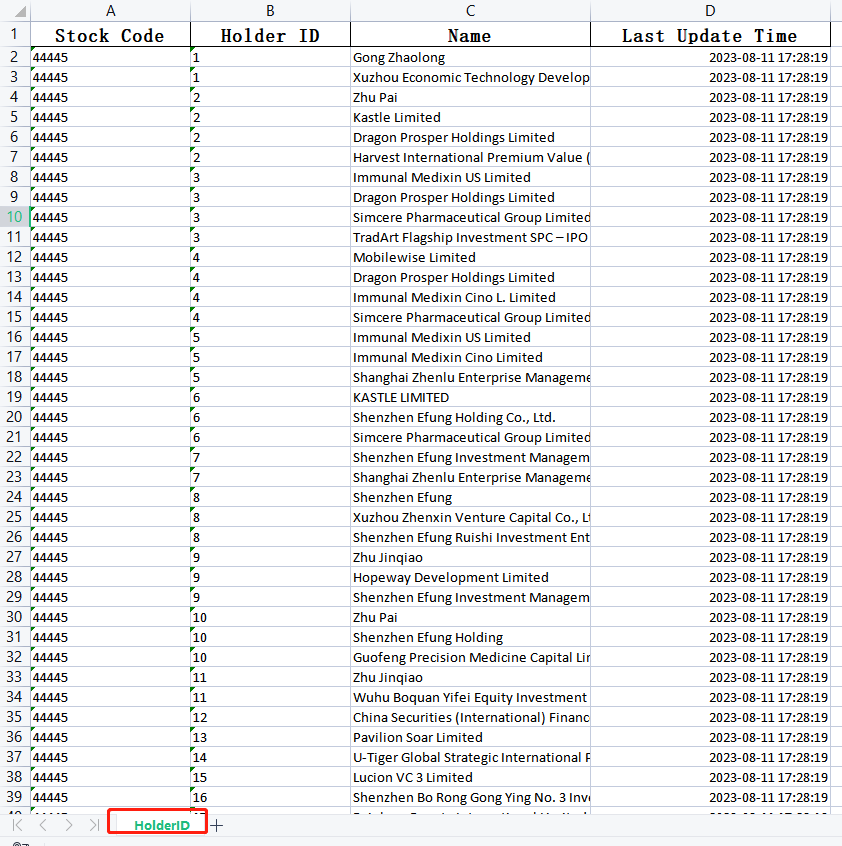 A B C D
1 Stock Code Holder ID Name Last Update Time
2 44445 1 Gong Zhaolong 2023-08-11 17:28:19
3 44445 1 Xuzhou Economic Technology Develop 2023-08-11 17:28:19
4 44445 2 Zhu Pai 2023-08-11 17:28:19
5 44445 2 Kastle Limited 2023-08-11 17:28:19
6 44445 2 Dragon Prosper Holdings Limited 2023-08-11 17:28:19
7 44445 2 Harvest International Premium Value ( 2023-08-11 17:28:19
8 44445 3 Immunal Medixin US Limited 2023-08-11 17:28:19
9 44445 3 Dragon Prosper Holdings Limited 2023-08-11 17:28:19
10 44445 3 Simcere Pharmaceutical Group Limited 2023-08-11 17:28:19
11 44445 3 TradArt Flagship Investment SPC – IPO 2023-08-11 17:28:19
12 44445 4 Mobilewise Limited 2023-08-11 17:28:19
13 44445 4 Dragon Prosper Holdings Limited 2023-08-11 17:28:19
14 44445 4 Immunal Medixin Cino L. Limited 2023-08-11 17:28:19
15 44445 4 Simcere Pharmaceutical Group Limited 2023-08-11 17:28:19
16 44445 5 Immunal Medixin US Limited 2023-08-11 17:28:19
17 44445 5 Immunal Medixin Cino Limited 2023-08-11 17:28:19
18 44445 5 Shanghai Zhenlu Enterprise Manageme 2023-08-11 17:28:19
19 44445 6 KASTLE LIMITED 2023-08-11 17:28:19
20 44445 6 Shenzhen Efung Holding Co., Ltd. 2023-08-11 17:28:19
21 44445 6 Simcere Pharmaceutical Group Limited 2023-08-11 17:28:19
22 44445 7 Shenzhen Efung Investment Managem 2023-08-11 17:28:19
23 44445 7 Shanghai Zhenlu Enterprise Manageme 2023-08-11 17:28:19
24 44445 8 Shenzhen Efung 2023-08-11 17:28:19
25 44445 8 Xuzhou Zhenxin Venture Capital Co., Lt 2023-08-11 17:28:19
26 44445 8 Shenzhen Efung Ruishi Investment Ent 2023-08-11 17:28:19
27 44445 9 Zhu Jinqiao 2023-08-11 17:28:19
28 44445 9 Hopeway Development Limited 2023-08-11 17:28:19
29 44445 9 Shenzhen Efung Investment Managem 2023-08-11 17:28:19
30 44445 10 Zhu Pai 2023-08-11 17:28:19
31 44445 10 Shenzhen Efung Holding 2023-08-11 17:28:19
32 44445 10 Guofeng Precision Medicine Capital Lir 2023-08-11 17:28:19
33 44445 11 Zhu Jinqiao 2023-08-11 17:28:19
34 44445 11 Wuhu Boquan Yifei Equity Investment 2023-08-11 17:28:19
35 44445 12 China Securities (International) Financ 2023-08-11 17:28:19
36 44445 13 Pavilion Soar Limited 2023-08-11 17:28:19
37 44445 14 U-Tiger Global Strategic International F 2023-08-11 17:28:19
38 44445 15 Lucion VC 3 Limited 2023-08-11 17:28:19
39 44445 16 Shenzhen Bo Rong Gong Ying No. 3 Inve 2023-08-11 17:28:19
HolderID